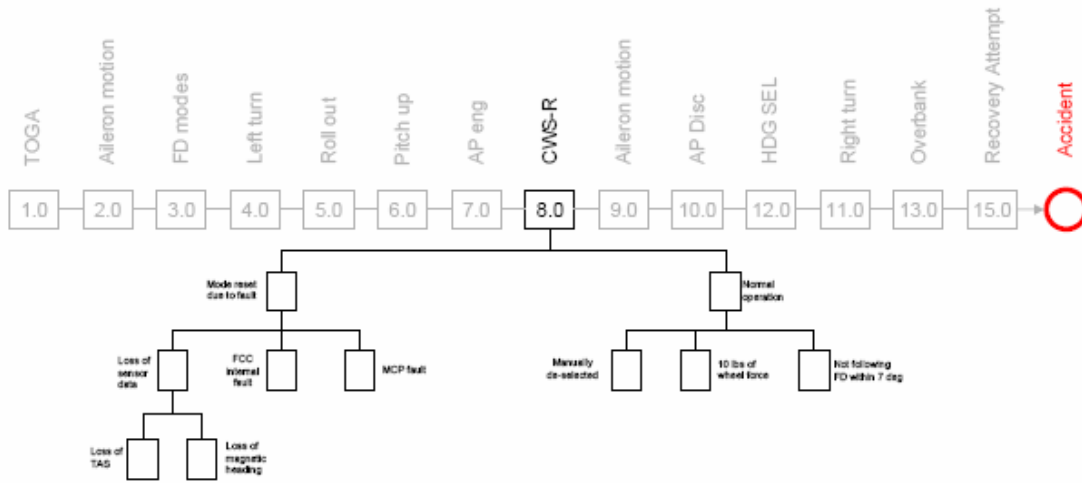 TOGA
Aileron motion
FD modes
Left turn
Roll out
Pitch up
AP eng
CWS-R
Aileron motion
AP Disc
HDG SEL
Right turn
Overbank
Recovery Attempt
Accident
1.0
2.0
3.0
4.0
5.0
6.0
7.0
8.0
9.0
10.0
12.0
11.0
13.0
15.0
Mode reset
due to fault
Normal
operation
Loss of
sensor
data
FCC
internal
fault
MCP fault
Manually
de-selected
10 lbs of
wheel force
Not following
FD within 7 deg
Loss of
TAS
Loss of
magnetic
heading